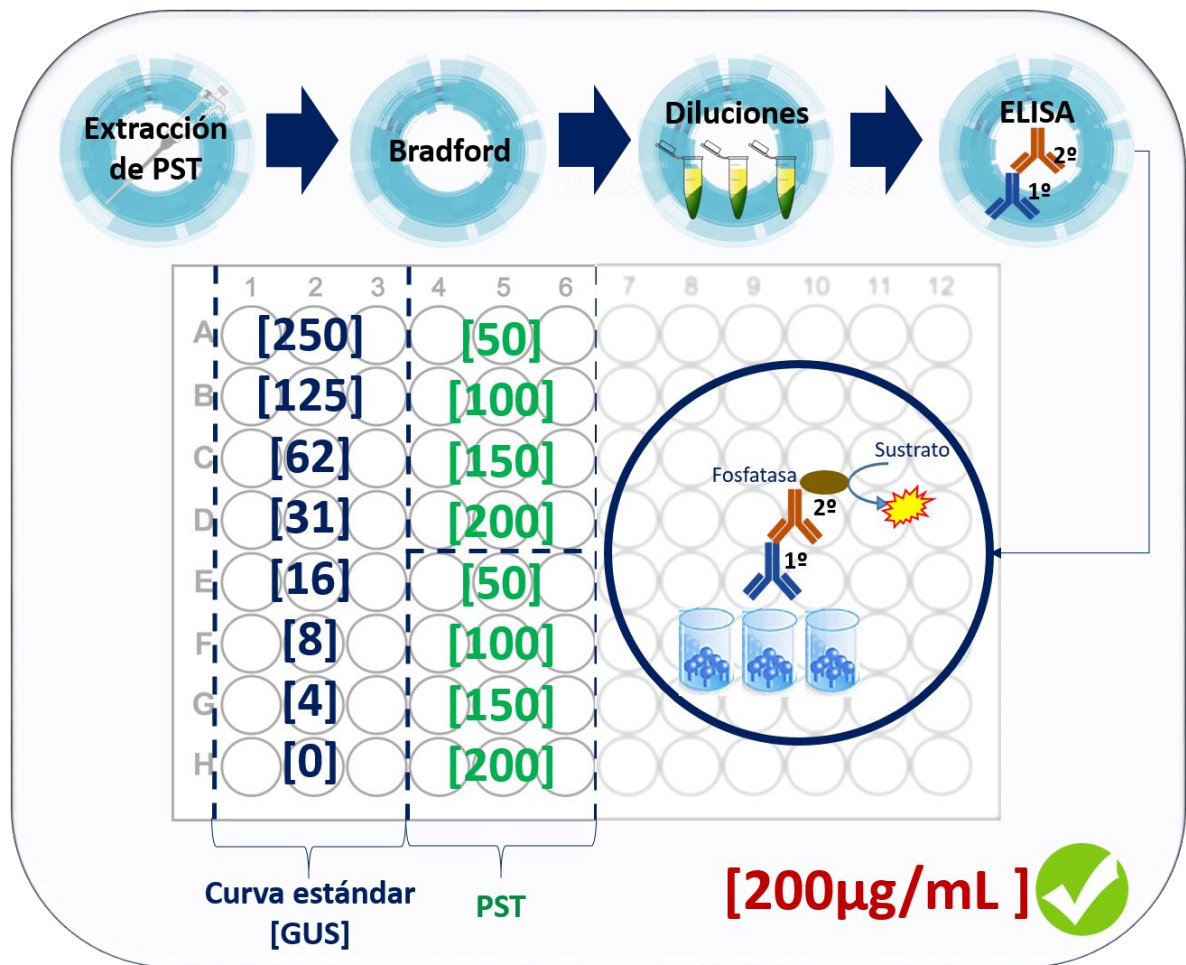 Extracción
de PST
Bradford
Diluciones
ELISA
2º
1º
1 2 3 4 5 6 7 8 9 10 11 12
A [250] [50]
B [125] [100]
C [62] [150]
D [31] [200]
E [16] [50]
F [8] [100]
G [4] [150]
H [0] [200]
Sustrato
Fosfatasa
2º
1º
Curva estándar
[GUS]
PST
[200µg/mL ]